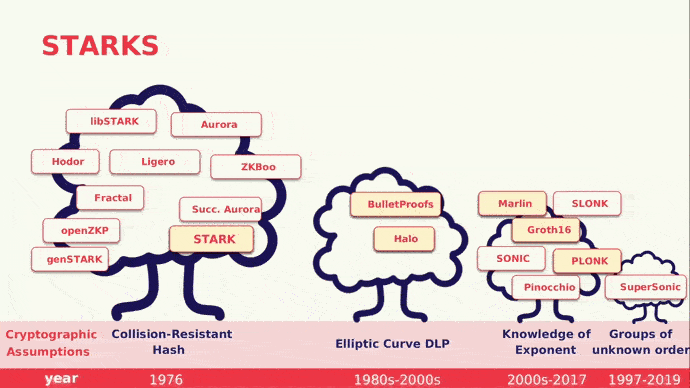 STARKS
libSTARK
Aurora
Hodor
Ligero
ZKBoo
Fractal
Succ. Aurora
openZKP
STARK
genSTARK
BulletProofs
Halo
Marlin
SLONK
Groth16
SONIC
PLONK
Pinocchio
SuperSonic
Cryptographic
Assumptions
Collision-Resistant
Hash
Elliptic Curve DLP
Knowledge of
Exponent
Groups of
unknown order
year
1976
1980s-2000s
2000s-2017
1997-2019